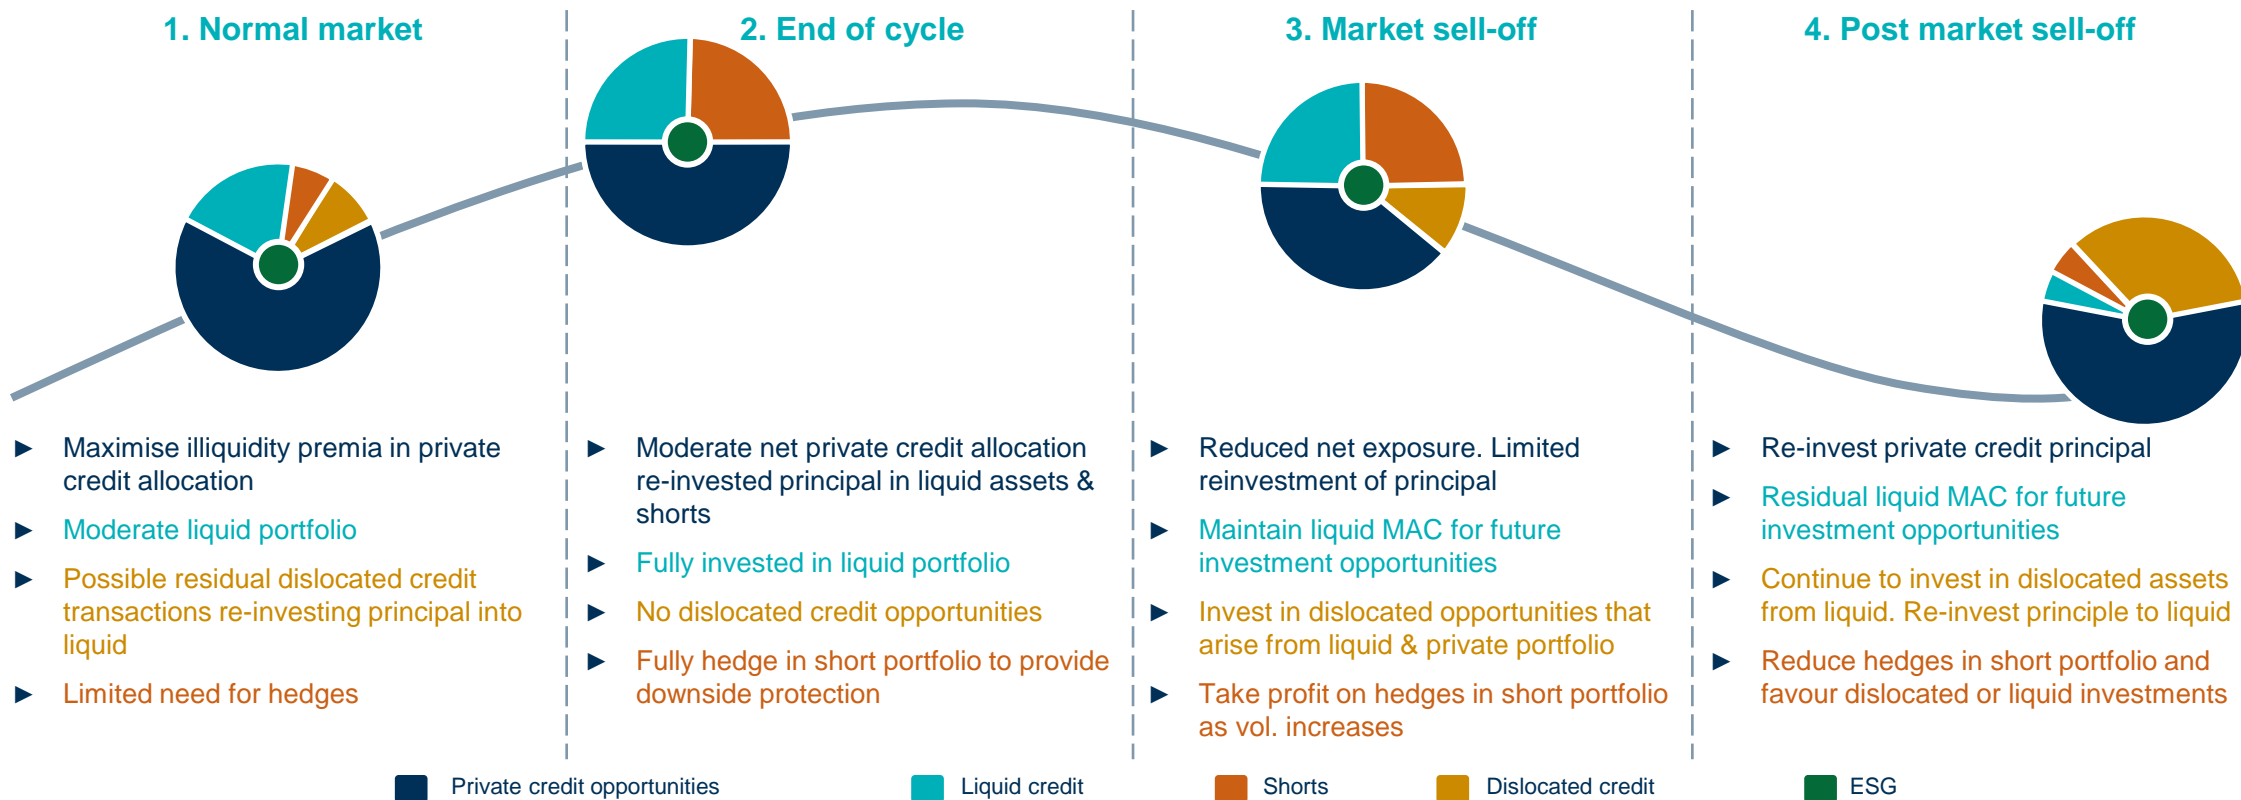 1. Normal market
2. End of cycle
3. Market sell-off
4. Post market sell-off
► Maximise illiquidity premia in private
credit allocation
► Moderate liquid portfolio
► Possible residual dislocated credit
transactions re-investing principal into
liquid
► Limited need for hedges
► Moderate net private credit allocation
re-invested principal in liquid assets &
shorts
► Fully invested in liquid portfolio
► No dislocated credit opportunities
► Fully hedge in short portfolio to provide
downside protection
► Reduced net exposure. Limited
reinvestment of principal
► Maintain liquid MAC for future
investment opportunities
► Invest in dislocated opportunities that
arise from liquid & private portfolio
► Take profit on hedges in short portfolio
as vol. increases
► Re-invest private credit principal
► Residual liquid MAC for future
investment opportunities
► Continue to invest in dislocated assets
from liquid. Re-invest principle to liquid
► Reduce hedges in short portfolio and
favour dislocated or liquid investments
Private credit opportunities
Liquid credit
Shorts
Dislocated credit
ESG